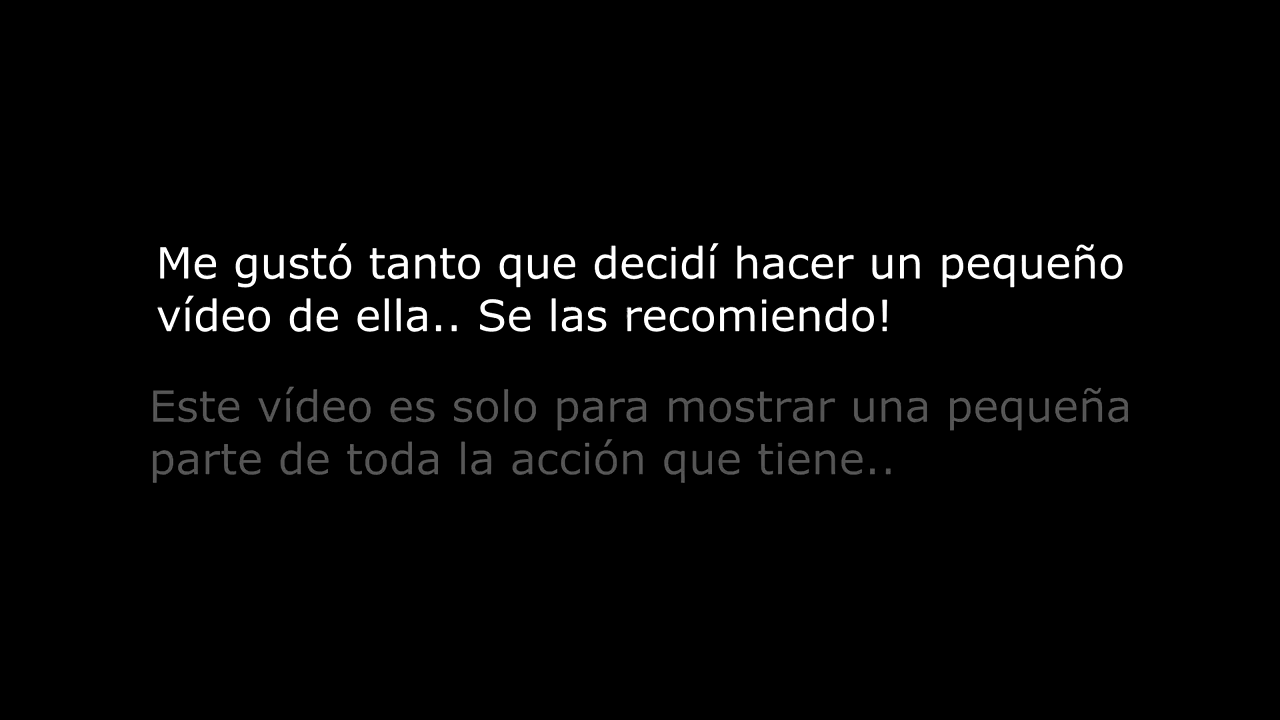 Me gustó tanto que decidí hacer un pequeño
vídeo de ella.. Se las recomiendo!
Este vídeo es solo para mostrar una pequeña
parte de toda la acción que tiene..